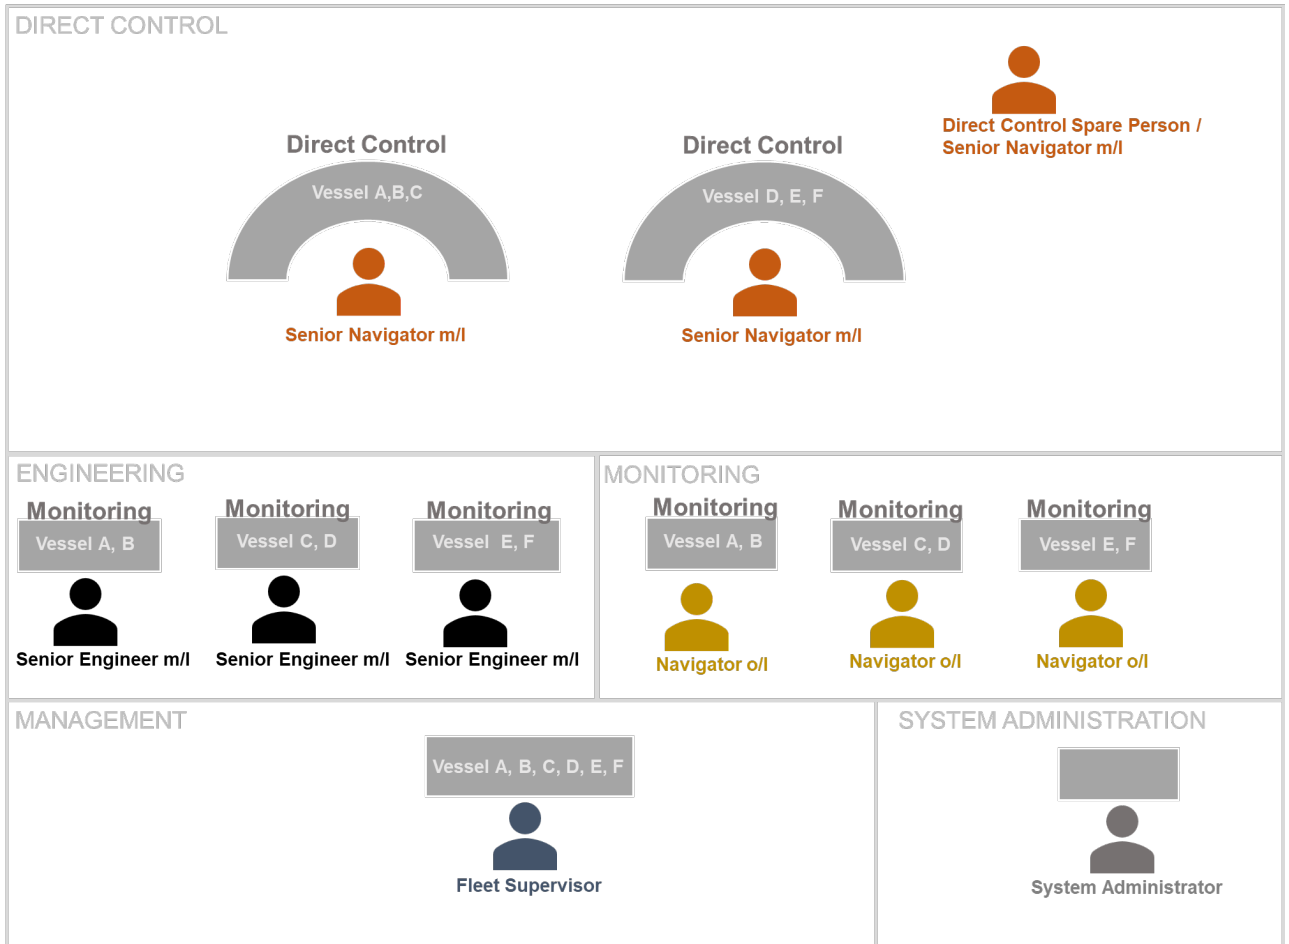 DIRECT CONTROL
Direct Control Spare Person /
Senior Navigator m/l
Direct Control
Vessel A,B,C
Senior Navigator m/l
Direct Control
Vessel D, E, F
Senior Navigator m/l
ENGINEERING
Monitoring
Vessel A, B
Senior Engineer m/l
Monitoring
Vessel C, D
Senior Engineer m/l
Monitoring
Vessel E, F
Senior Engineer m/l
MONITORING
Monitoring
Vessel A, B
Navigator o/l
Monitoring
Vessel C, D
Navigator o/l
Monitoring
Vessel E, F
Navigator o/l
MANAGEMENT
Vessel A, B, C, D, E, F
Fleet Supervisor
SYSTEM ADMINISTRATION
System Administrator